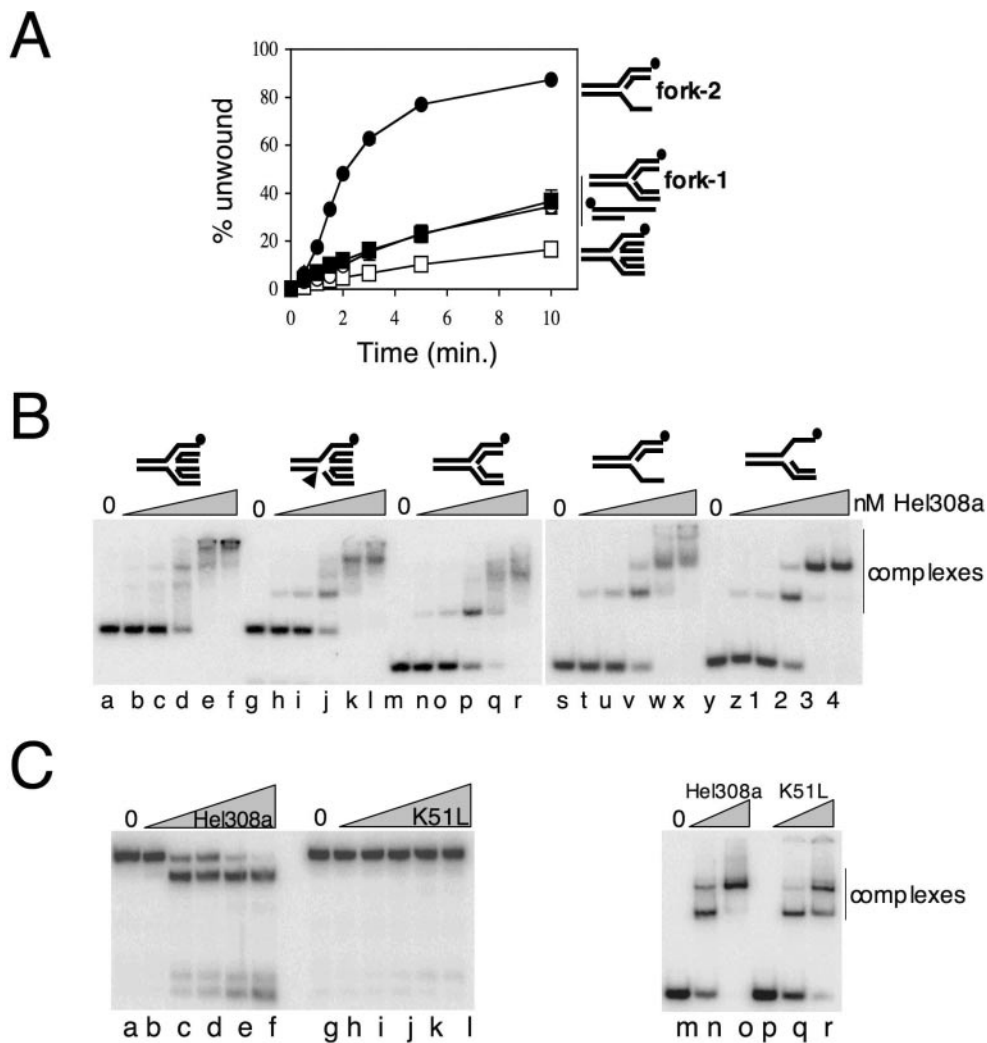 A
100
80
60
40
20
0
% unwound
0 2 4 6 8 10
Time (min.)
fork-2
fork-1
B
0 0 0 0 0 nM Hel308a
complexes
a b c d e f g h i j k l m n o p q r s t u v w x y z 1 2 3 4
C
0 Hel308a 0 K51L
a b c d e f g h i j k l
Hel308a K51L
0
complexes
m n o p q r